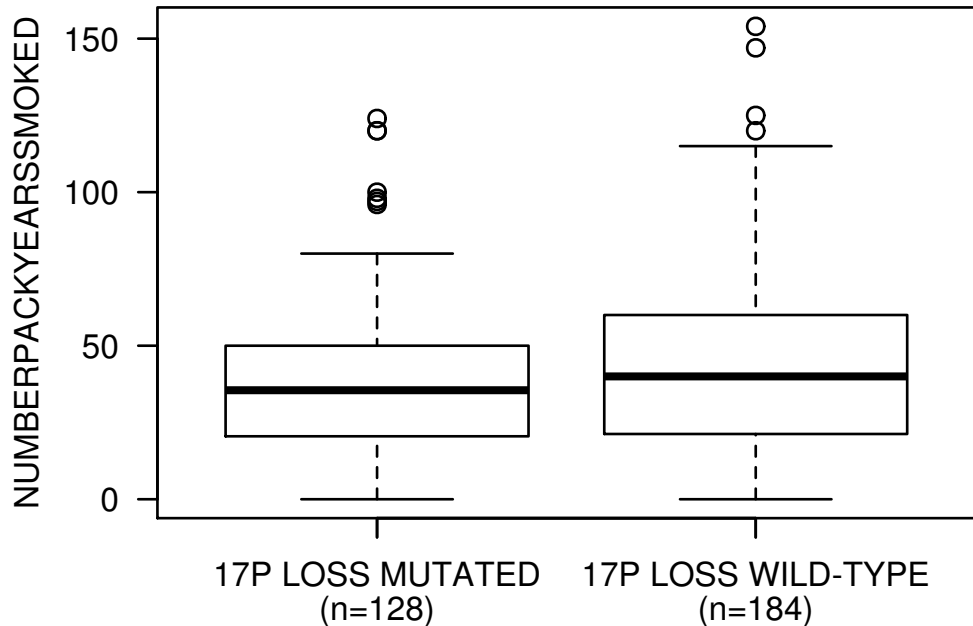 NUMBERPACKYEARSSMOKED
150
100
50
0
17P LOSS MUTATED
(n=128)
17P LOSS WILD-TYPE
(n=184)